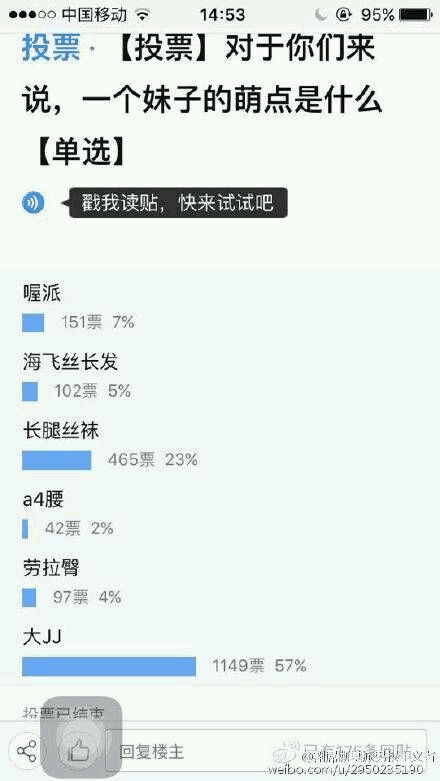 中国移动
14:53
95%
投票·【投票】对于你们来
说，一个妹子的萌点是什么
【单选】
戳我读贴，快来试试吧
喔派
151票 7%
海飞丝长发
102票 5%
长腿丝袜
465票 23%
a4腰
42票 2%
劳拉臀
97票 4%
大JJ
1149票 57%
投票已结束
回复楼主
已有175条回贴
weibo.com/u/2950235190